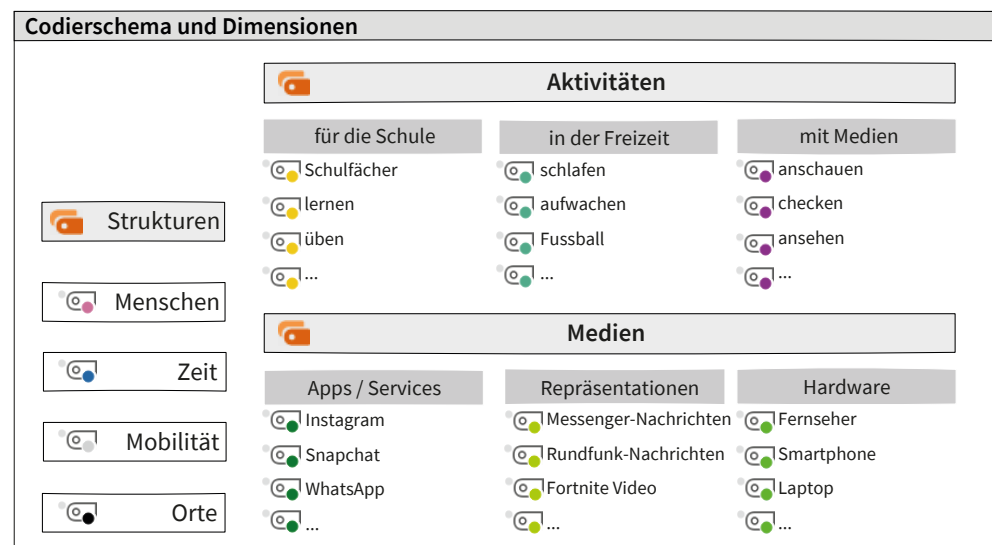 Codierschema und Dimensionen
Strukturen
Menschen
Zeit
Mobilität
Orte
Aktivitäten
für die Schule
Schulfächer
lernen
üben
...
in der Freizeit
schlafen
aufwachen
Fussball
...
mit Medien
anschauen
checken
ansehen
...
Medien
Apps / Services
Instagram
Snapchat
WhatsApp
...
Repräsentationen
Messenger-Nachrichten
Rundfunk-Nachrichten
Fortnite Video
...
Hardware
Fernseher
Smartphone
Laptop
...